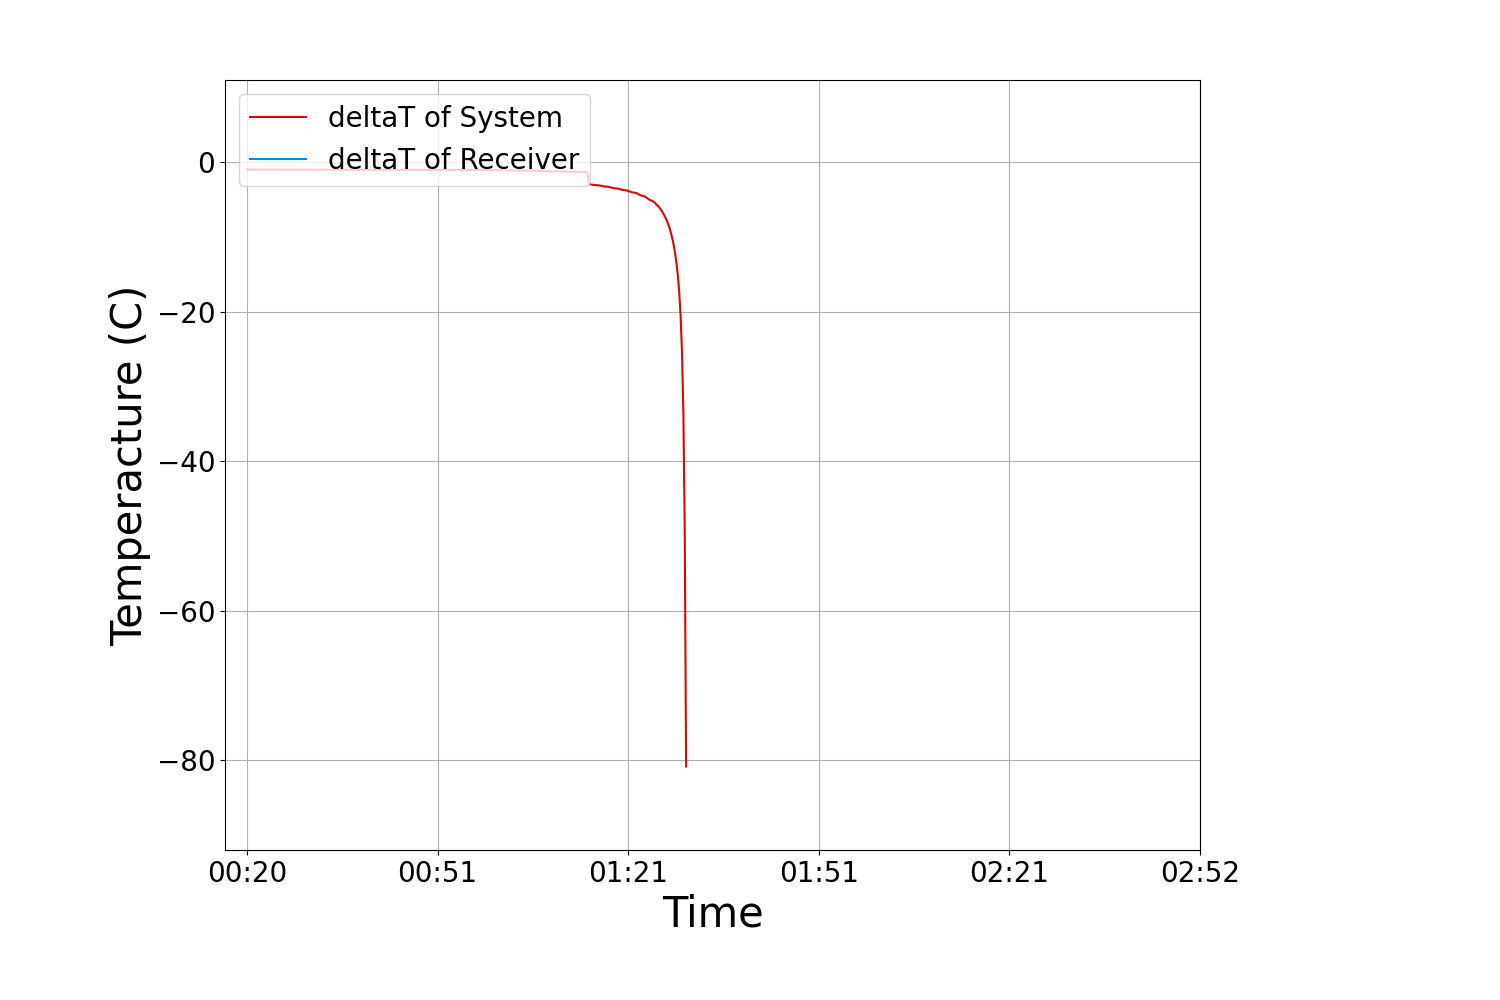 deltaT of System
deltaT of Receiver
0
−20
−40
−60
−80
Temperacture (C)
00:20 00:51 01:21 01:51 02:21 02:52
Time